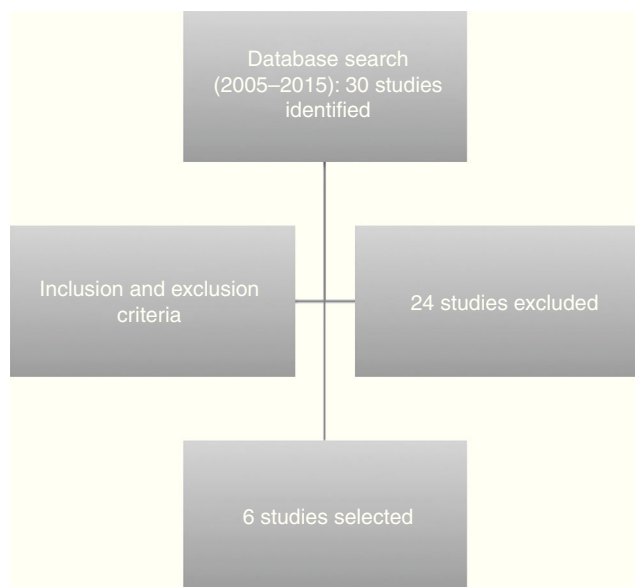 Database search
(2005–2015): 30 studies
identified
Inclusion and exclusion
criteria
24 studies excluded
6 studies selected